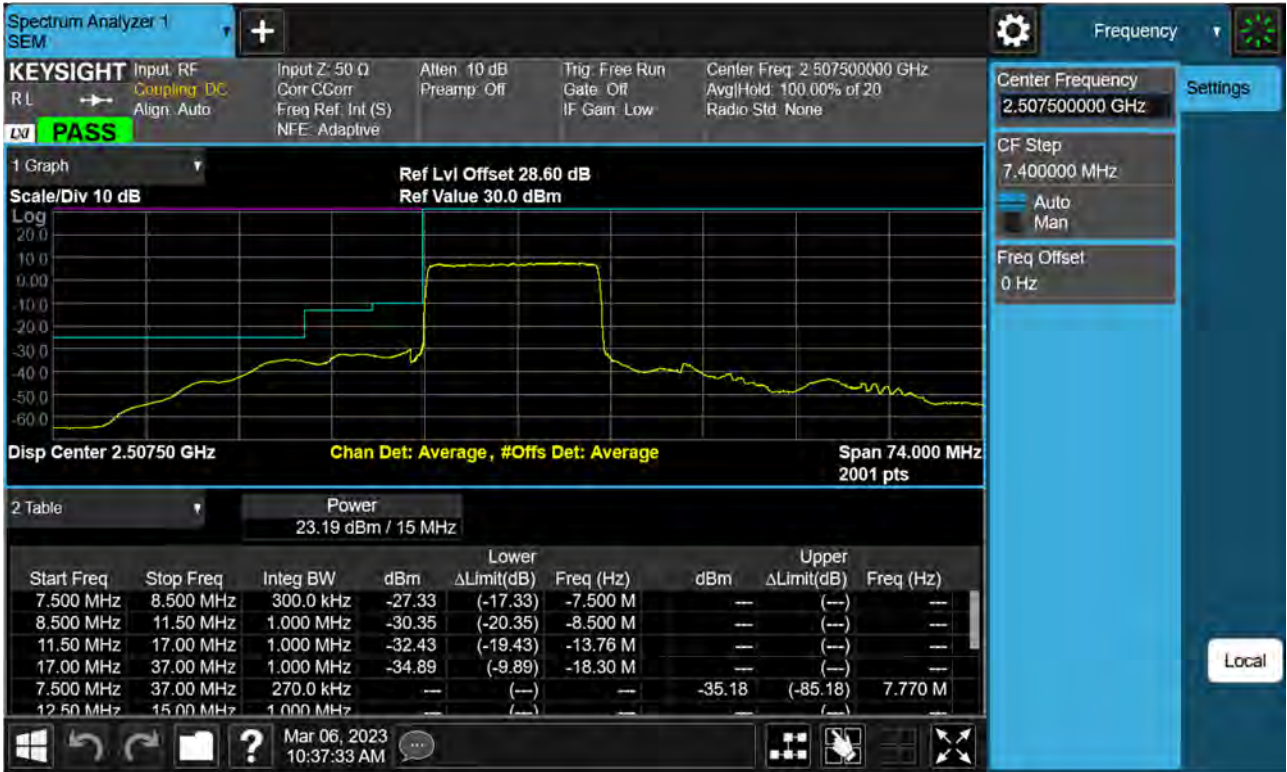 Spectrum Analyzer 1
SEM
+
Frequency
KEYSIGHT
R L
LXI PASS
Input: RF
Coupling: DC
Align: Auto
Input Z: 50 Ω
Corr CCorr
Freq Ref: Int (S)
NFE: Adaptive
Atten: 10 dB
Preamp: Off
Trig: Free Run
Gate: Off
IF Gain: Low
Center Freq: 2.507500000 GHz
Avg|Hold: 100.00% of 20
Radio Std: None
Center Frequency
2.507500000 GHz
Settings
CF Step
7.400000 MHz
Auto
Man
Freq Offset
0 Hz
1 Graph
Scale/Div 10 dB
Ref Lvl Offset 28.60 dB
Ref Value 30.0 dBm
Log
20.0
10.0
0.00
-10.0
-20.0
-30.0
-40.0
-50.0
-60.0
Disp Center 2.50750 GHz
Chan Det: Average, #Offs Det: Average
Span 74.000 MHz
2001 pts
2 Table
Power
23.19 dBm / 15 MHz
Lower Upper
Start Freq Stop Freq Integ BW dBm ΔLimit(dB) Freq (Hz) dBm ΔLimit(dB) Freq (Hz)
7.500 MHz 8.500 MHz 300.0 kHz -27.33 (-17.33) -7.500 M --- (---) ---
8.500 MHz 11.50 MHz 1.000 MHz -30.35 (-20.35) -8.500 M --- (---) ---
11.50 MHz 17.00 MHz 1.000 MHz -32.43 (-19.43) -13.76 M --- (---) ---
17.00 MHz 37.00 MHz 1.000 MHz -34.89 (-9.89) -18.30 M --- (---) ---
7.500 MHz 37.00 MHz 270.0 kHz --- (---) --- -35.18 (-85.18) 7.770 M
12.50 MHz 15.00 MHz 1.000 MHz --- (---) --- --- (---) ---
Local
?
Mar 06, 2023
10:37:33 AM